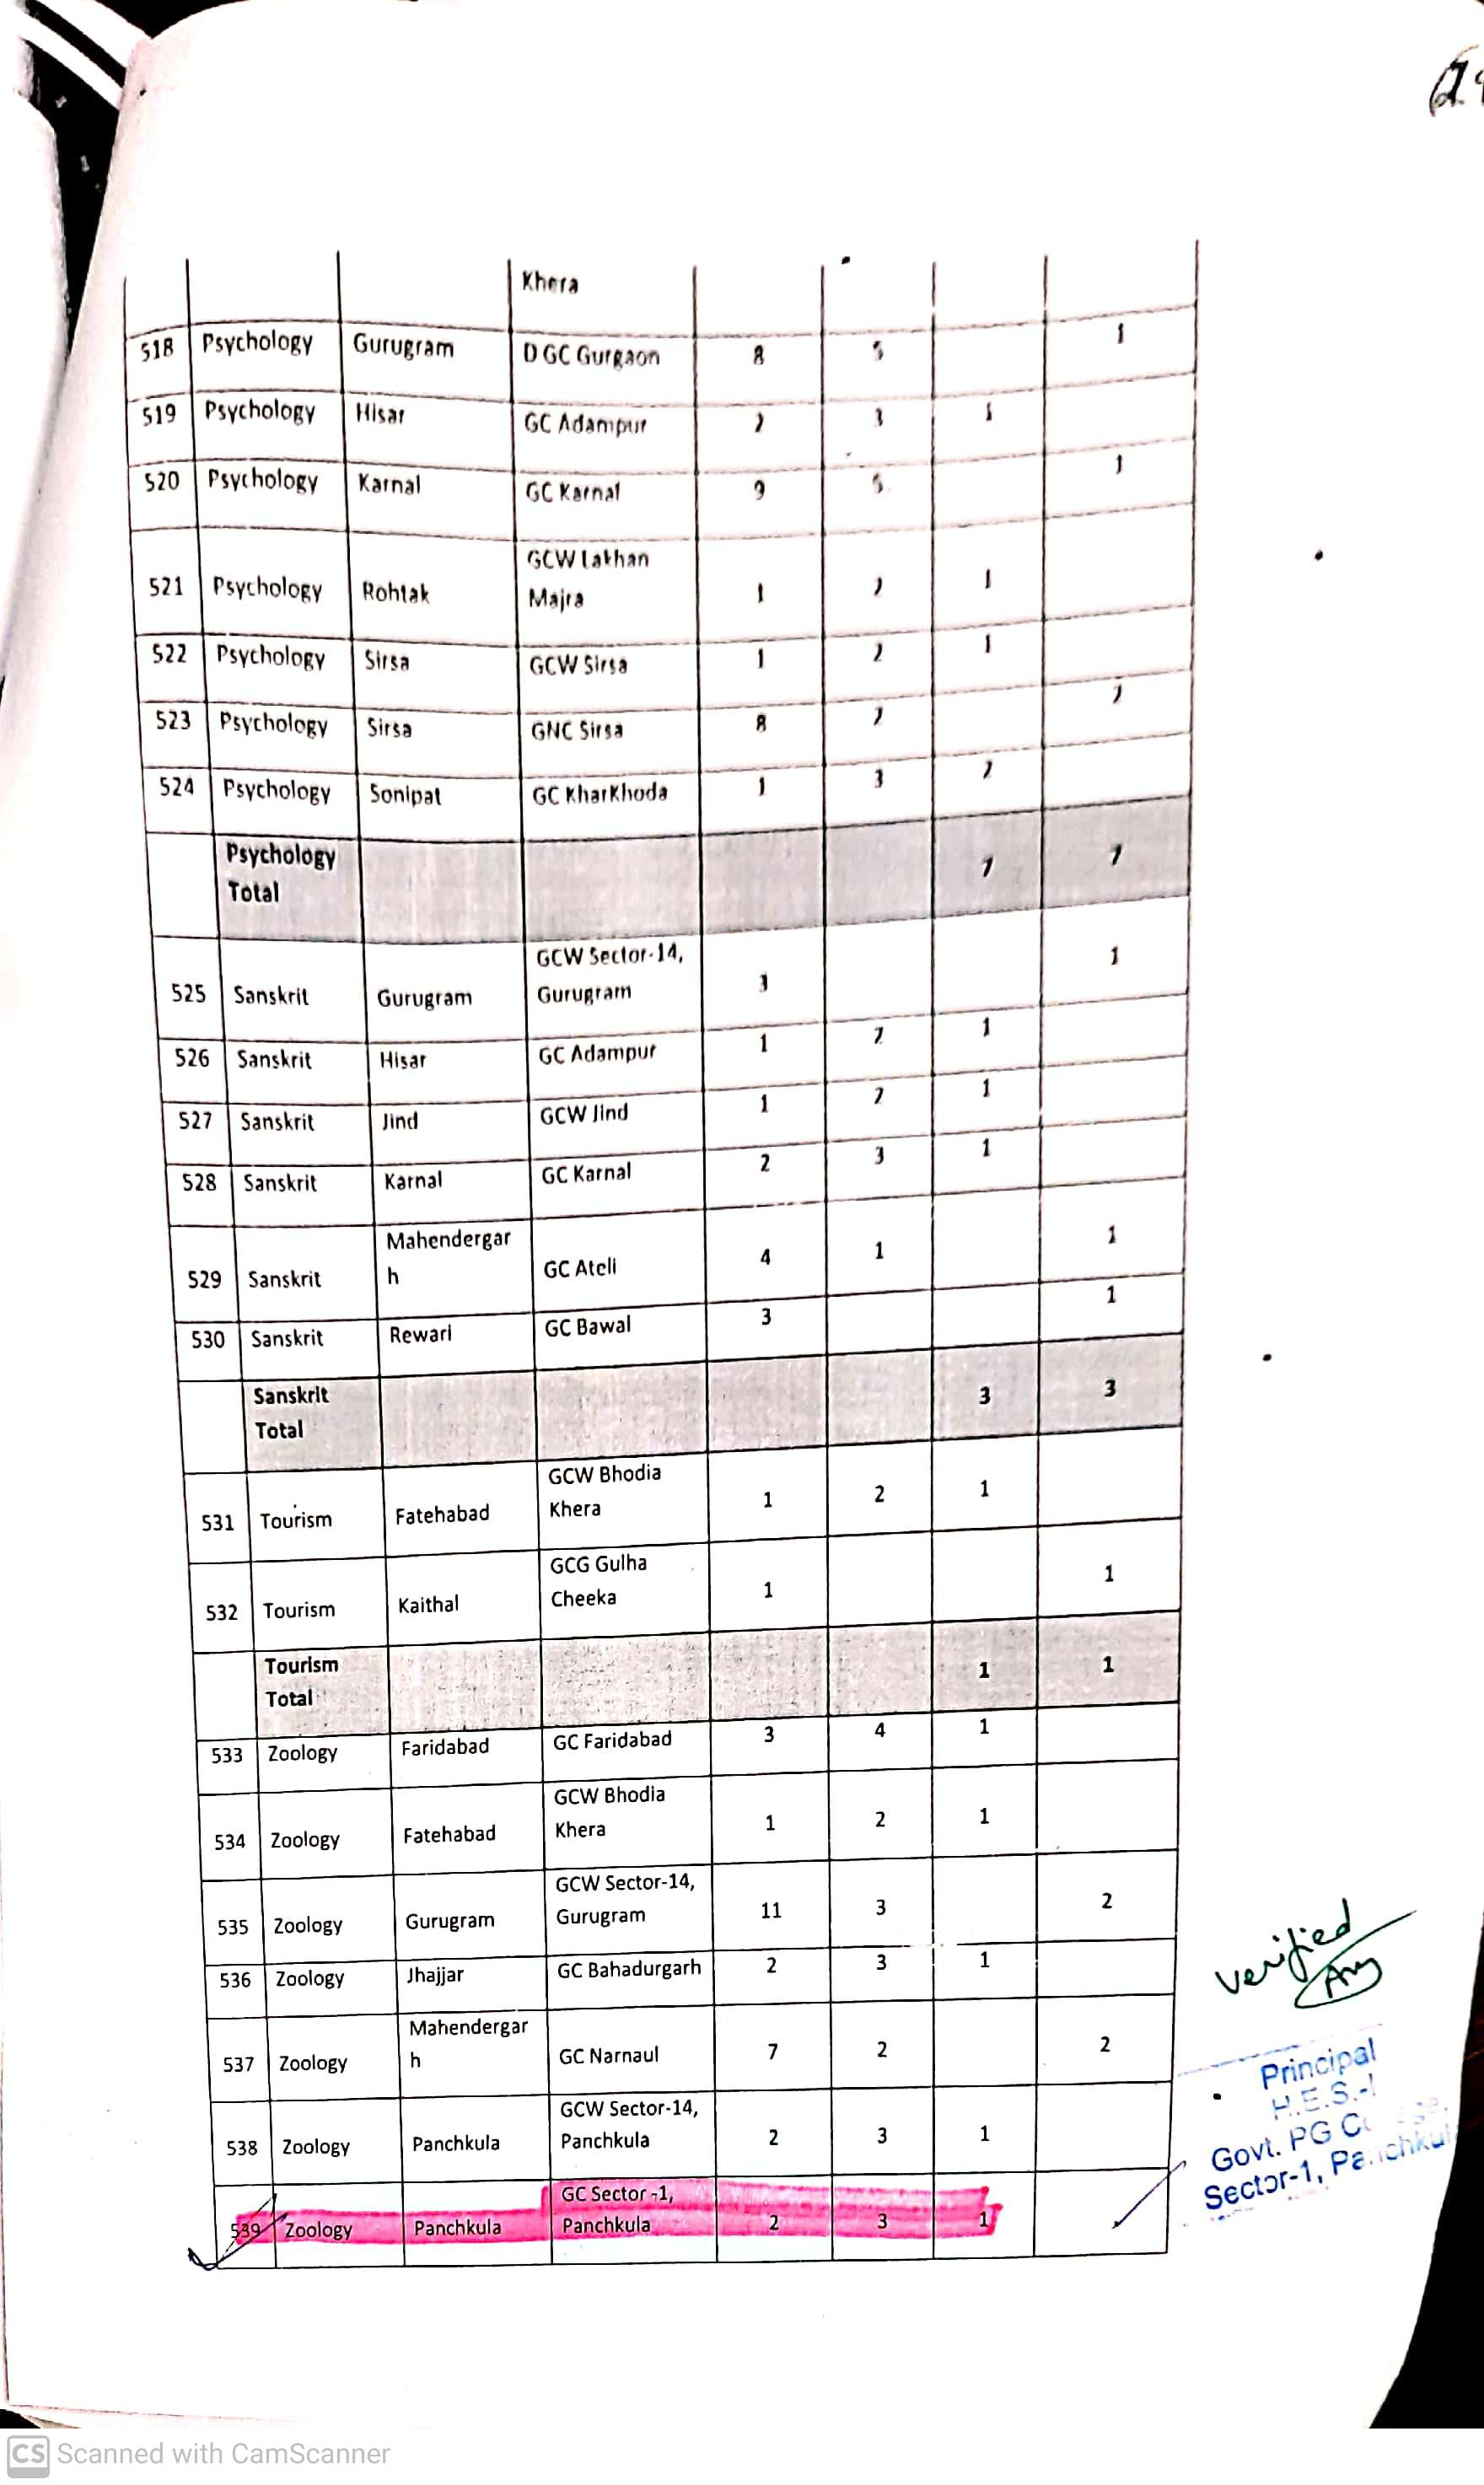 Khera
518 Psychology Gurugram D GC Gurgaon 8 5 1
519 Psychology Hisar GC Adampur 2 3 1
520 Psychology Karnal GC Karnal 9 5 1
GCW Lakhan
521 Psychology Rohtak Majra 1 2 1
522 Psychology Sirsa GCW Sirsa 1 2 1
523 Psychology Sirsa GNC Sirsa 8 2
524 Psychology Sonipat GC KharKhoda 1 3 2
Psychology
Total 7 7
GCW Sector-14,
525 Sanskrit Gurugram Gurugram 3 1
526 Sanskrit Hisar GC Adampur 1 2 1
527 Sanskrit Jind GCW Jind 1 2 1
528 Sanskrit Karnal GC Karnal 2 3 1
Mahendergar
529 Sanskrit h GC Ateli 4 1 1
530 Sanskrit Rewari GC Bawal 3 1
Sanskrit
Total 3 3
GCW Bhodia
531 Tourism Fatehabad Khera 1 2 1
GCG Gulha
532 Tourism Kaithal Cheeka 1 1
Tourism
Total 1 1
533 Zoology Faridabad GC Faridabad 3 4 1
GCW Bhodia
534 Zoology Fatehabad Khera 1 2 1
GCW Sector-14,
535 Zoology Gurugram Gurugram 11 3 2
536 Zoology Jhajjar GC Bahadurgarh 2 3 1
Mahendergar
537 Zoology h GC Narnaul 7 2 2
GCW Sector-14,
538 Zoology Panchkula Panchkula 2 3 1
GC Sector -1,
539 Zoology Panchkula Panchkula 2 3 1
verified
Principal
H.E.S.-I
Govt. PG College,
Sector-1, Panchkula
CS Scanned with CamScanner